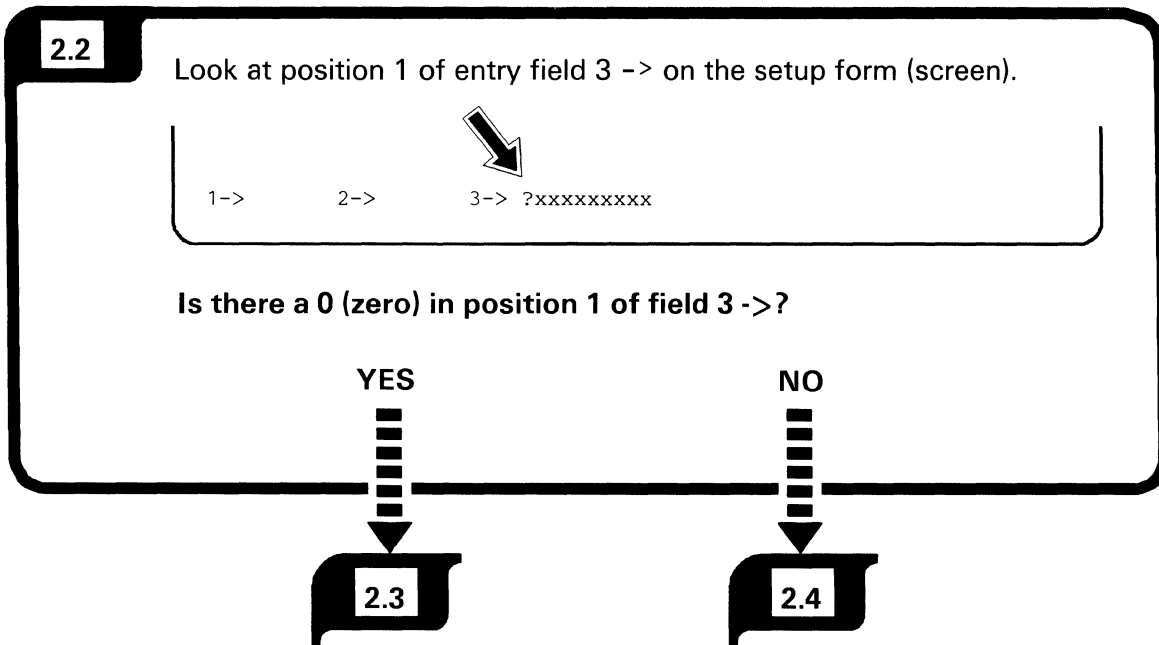 2.2
Look at position 1 of entry field 3 -> on the setup form (screen).
1-> 2-> 3-> ?xxxxxxxxx
Is there a 0 (zero) in position 1 of field 3 ->?
YES NO
2.3 2.4